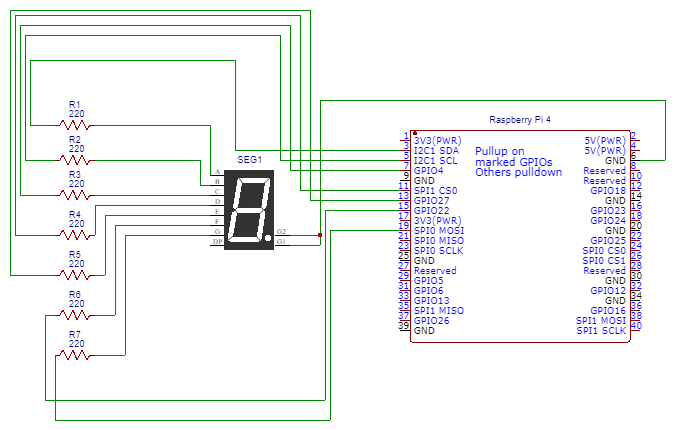 R1
220
R2
220
R3
220
R4
220
R5
220
R6
220
R7
220
SEG1
A
B
C
D
E
F
G
DP
G2
G1
Raspberry Pi 4
Pullup on
marked GPIOs
Others pulldown
1 3V3(PWR) 5V(PWR) 2
3 I2C1 SDA 5V(PWR) 4
5 I2C1 SCL GND 6
7 GPIO4 Reserved 8
9 GND Reserved 10
11 SPI1 CS0 GPIO18 12
13 GPIO27 GND 14
15 GPIO22 GPIO23 16
17 3V3(PWR) GPIO24 18
19 SPI0 MOSI GND 20
21 SPI0 MISO GPIO25 22
23 SPI0 SCLK SPI0 CS0 24
25 GND SPI0 CS1 26
27 Reserved Reserved 28
29 GPIO5 GND 30
31 GPIO6 GPIO12 32
33 GPIO13 GND 34
35 SPI1 MISO GPIO16 36
37 GPIO26 SPI1 MOSI 38
39 GND SPI1 SCLK 40